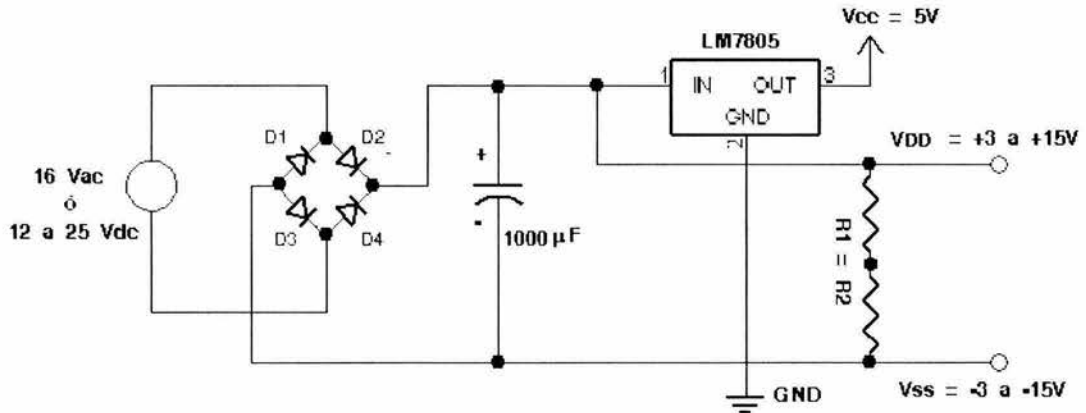 Vcc = 5V
LM7805
1
IN
OUT
3
GND
2
D1
D2
VDD = +3 a +15V
16 Vac
ó
12 a 25 Vdc
+
-
D3
D4
1000 µF
R1 = R2
GND
Vss = -3 a -15V